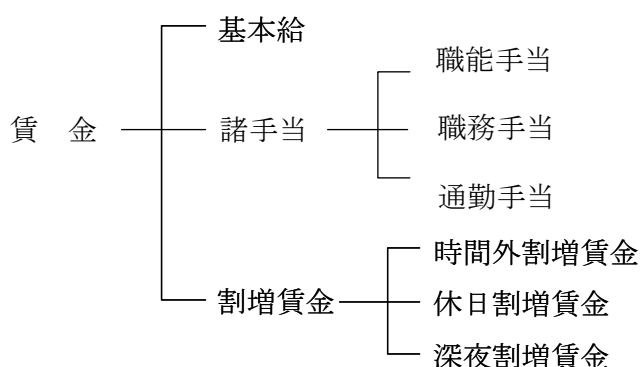 基本給
職能手当
賃　金
諸手当
職務手当
通勤手当
時間外割増賃金
割増賃金
休日割増賃金
深夜割増賃金